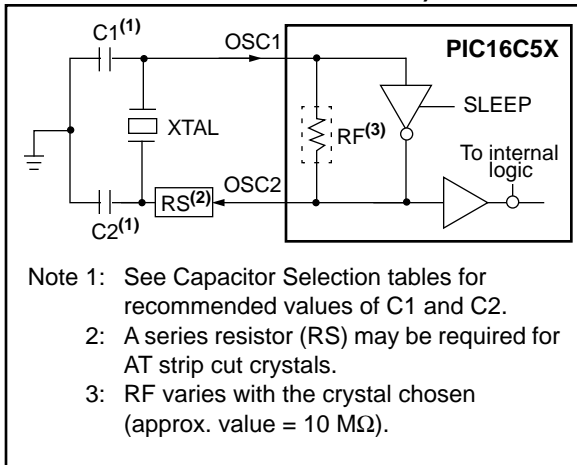 C1(1)
OSC1
PIC16C5X
SLEEP
XTAL
RF(3)
To internal
logic
OSC2
RS(2)
C2(1)
Note 1: See Capacitor Selection tables for
recommended values of C1 and C2.
2: A series resistor (RS) may be required for
AT strip cut crystals.
3: RF varies with the crystal chosen
(approx. value = 10 MΩ).